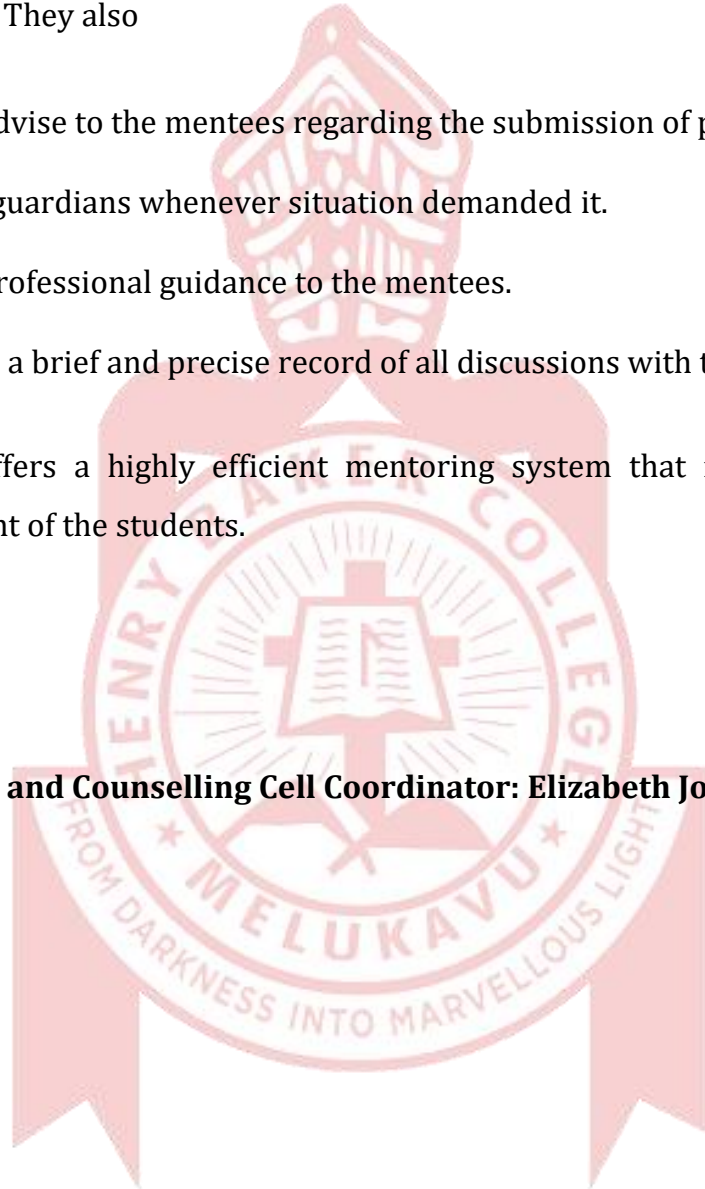 They also
dvise to the mentees regarding the submission of p
guardians whenever situation demanded it.
rofessional guidance to the mentees.
a brief and precise record of all discussions with t
ffers a highly efficient mentoring system that
nt of the students.
and Counselling Cell Coordinator: Elizabeth Jo
HENRY BAKER COLLEGE
MELUKAVU
FROM DARKNESS INTO MARVELLOUS LIGHT